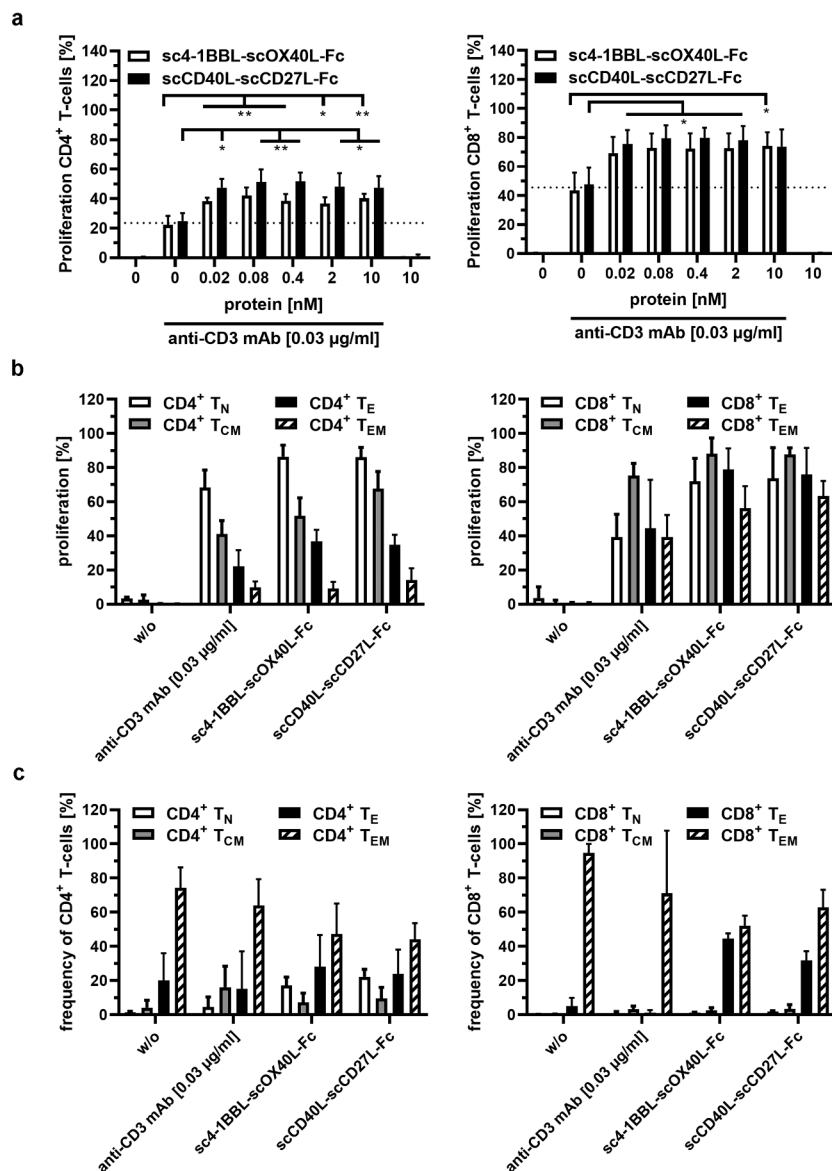 a
140
120
100
80
60
40
20
0
Proliferation CD4+ T-cells [%]
sc4-1BBL-scOX40L-Fc
scCD40L-scCD27L-Fc
** * **
* ** *
0 0 0.02 0.08 0.4 2 10 10
protein [nM]
anti-CD3 mAb [0.03 µg/ml]
140
120
100
80
60
40
20
0
Proliferation CD8+ T-cells [%]
sc4-1BBL-scOX40L-Fc
scCD40L-scCD27L-Fc
*
*
0 0 0.02 0.08 0.4 2 10 10
protein [nM]
anti-CD3 mAb [0.03 µg/ml]
b
120
100
80
60
40
20
0
proliferation [%]
CD4+ TN CD4+ TE
CD4+ TCM CD4+ TEM
w/o
anti-CD3 mAb [0.03 µg/ml]
sc4-1BBL-scOX40L-Fc
scCD40L-scCD27L-Fc
120
100
80
60
40
20
0
proliferation [%]
CD8+ TN CD8+ TE
CD8+ TCM CD8+ TEM
w/o
anti-CD3 mAb [0.03 µg/ml]
sc4-1BBL-scOX40L-Fc
scCD40L-scCD27L-Fc
c
120
100
80
60
40
20
0
frequency of CD4+ T-cells [%]
CD4+ TN CD4+ TE
CD4+ TCM CD4+ TEM
w/o
anti-CD3 mAb [0.03 µg/ml]
sc4-1BBL-scOX40L-Fc
scCD40L-scCD27L-Fc
120
100
80
60
40
20
0
frequency of CD8+ T-cells [%]
CD8+ TN CD8+ TE
CD8+ TCM CD8+ TEM
w/o
anti-CD3 mAb [0.03 µg/ml]
sc4-1BBL-scOX40L-Fc
scCD40L-scCD27L-Fc